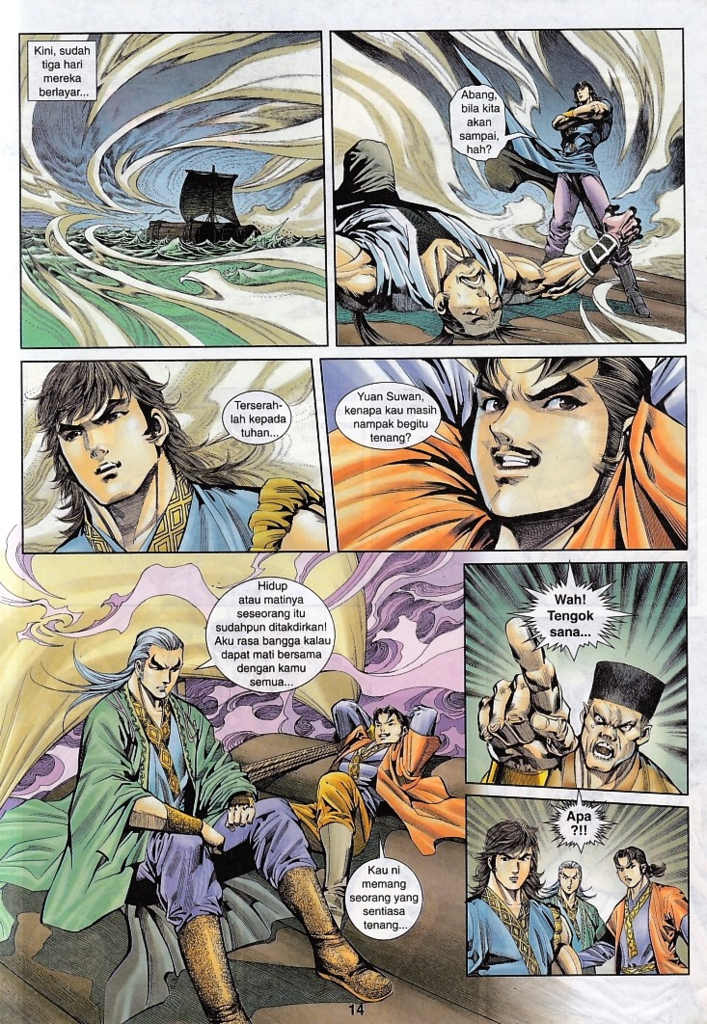 Kini, sudah
tiga hari
mereka
berlayar...
Abang,
bila kita
akan
sampai,
hah?
Terserah-
lah kepada
tuhan...
Yuan Suwan,
kenapa kau masih
nampak begitu
tenang?
Hidup
atau matinya
seseorang itu
sudahpun ditakdirkan!
Aku rasa bangga kalau
dapat mati bersama
dengan kamu
semua...
Kau ni
memang
seorang yang
sentiasa
tenang...
Wah!
Tengok
sana...
Apa
?!!
14